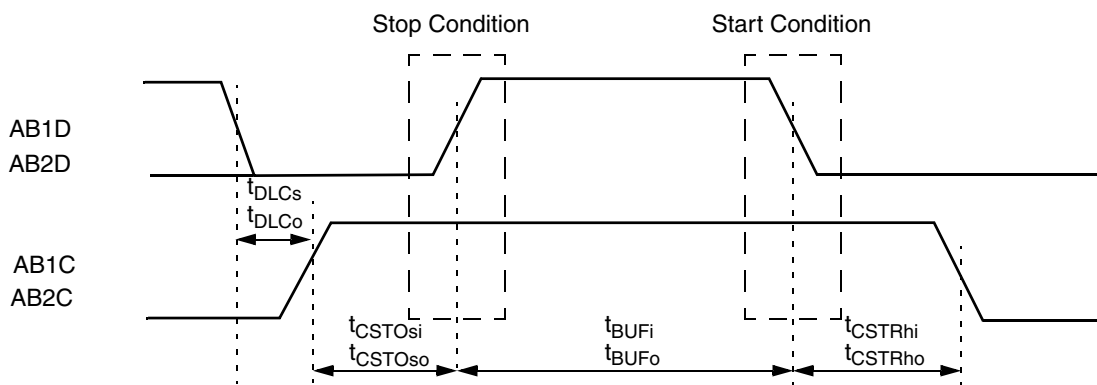 Stop Condition
Start Condition
AB1D
AB2D
tDLCs
tDLCo
AB1C
AB2C
tCSTOsi
tCSTOso
tBUFi
tBUFo
tCSTRhi
tCSTRho